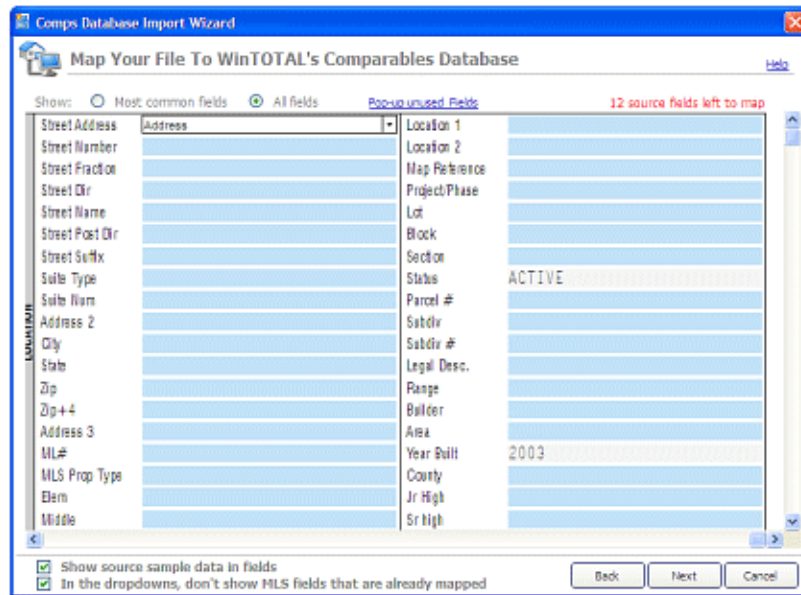 Comps Database Import Wizard
Map Your File To WinTOTAL's Comparables Database
Help
Show: Most common fields All fields Pop-up unused Fields 12 source fields left to map
Street Address Address Location 1
Street Number Location 2
Street Fraction Map Reference
Street Dir Project/Phase
Street Name Lot
Street Post Dir Block
Street Suffix Section
Suite Type Status ACTIVE
Suite Num Parcel #
Address 2 Subdiv
City Subdiv #
State Legal Desc.
Zip Range
Zip+4 Builder
Address 3 Area
ML# Year Built 2003
MLS Prop Type County
Elem Jr High
Middle Sr high
LOCATION
Show source sample data in fields
In the dropdowns, don't show MLS fields that are already mapped
Back Next Cancel